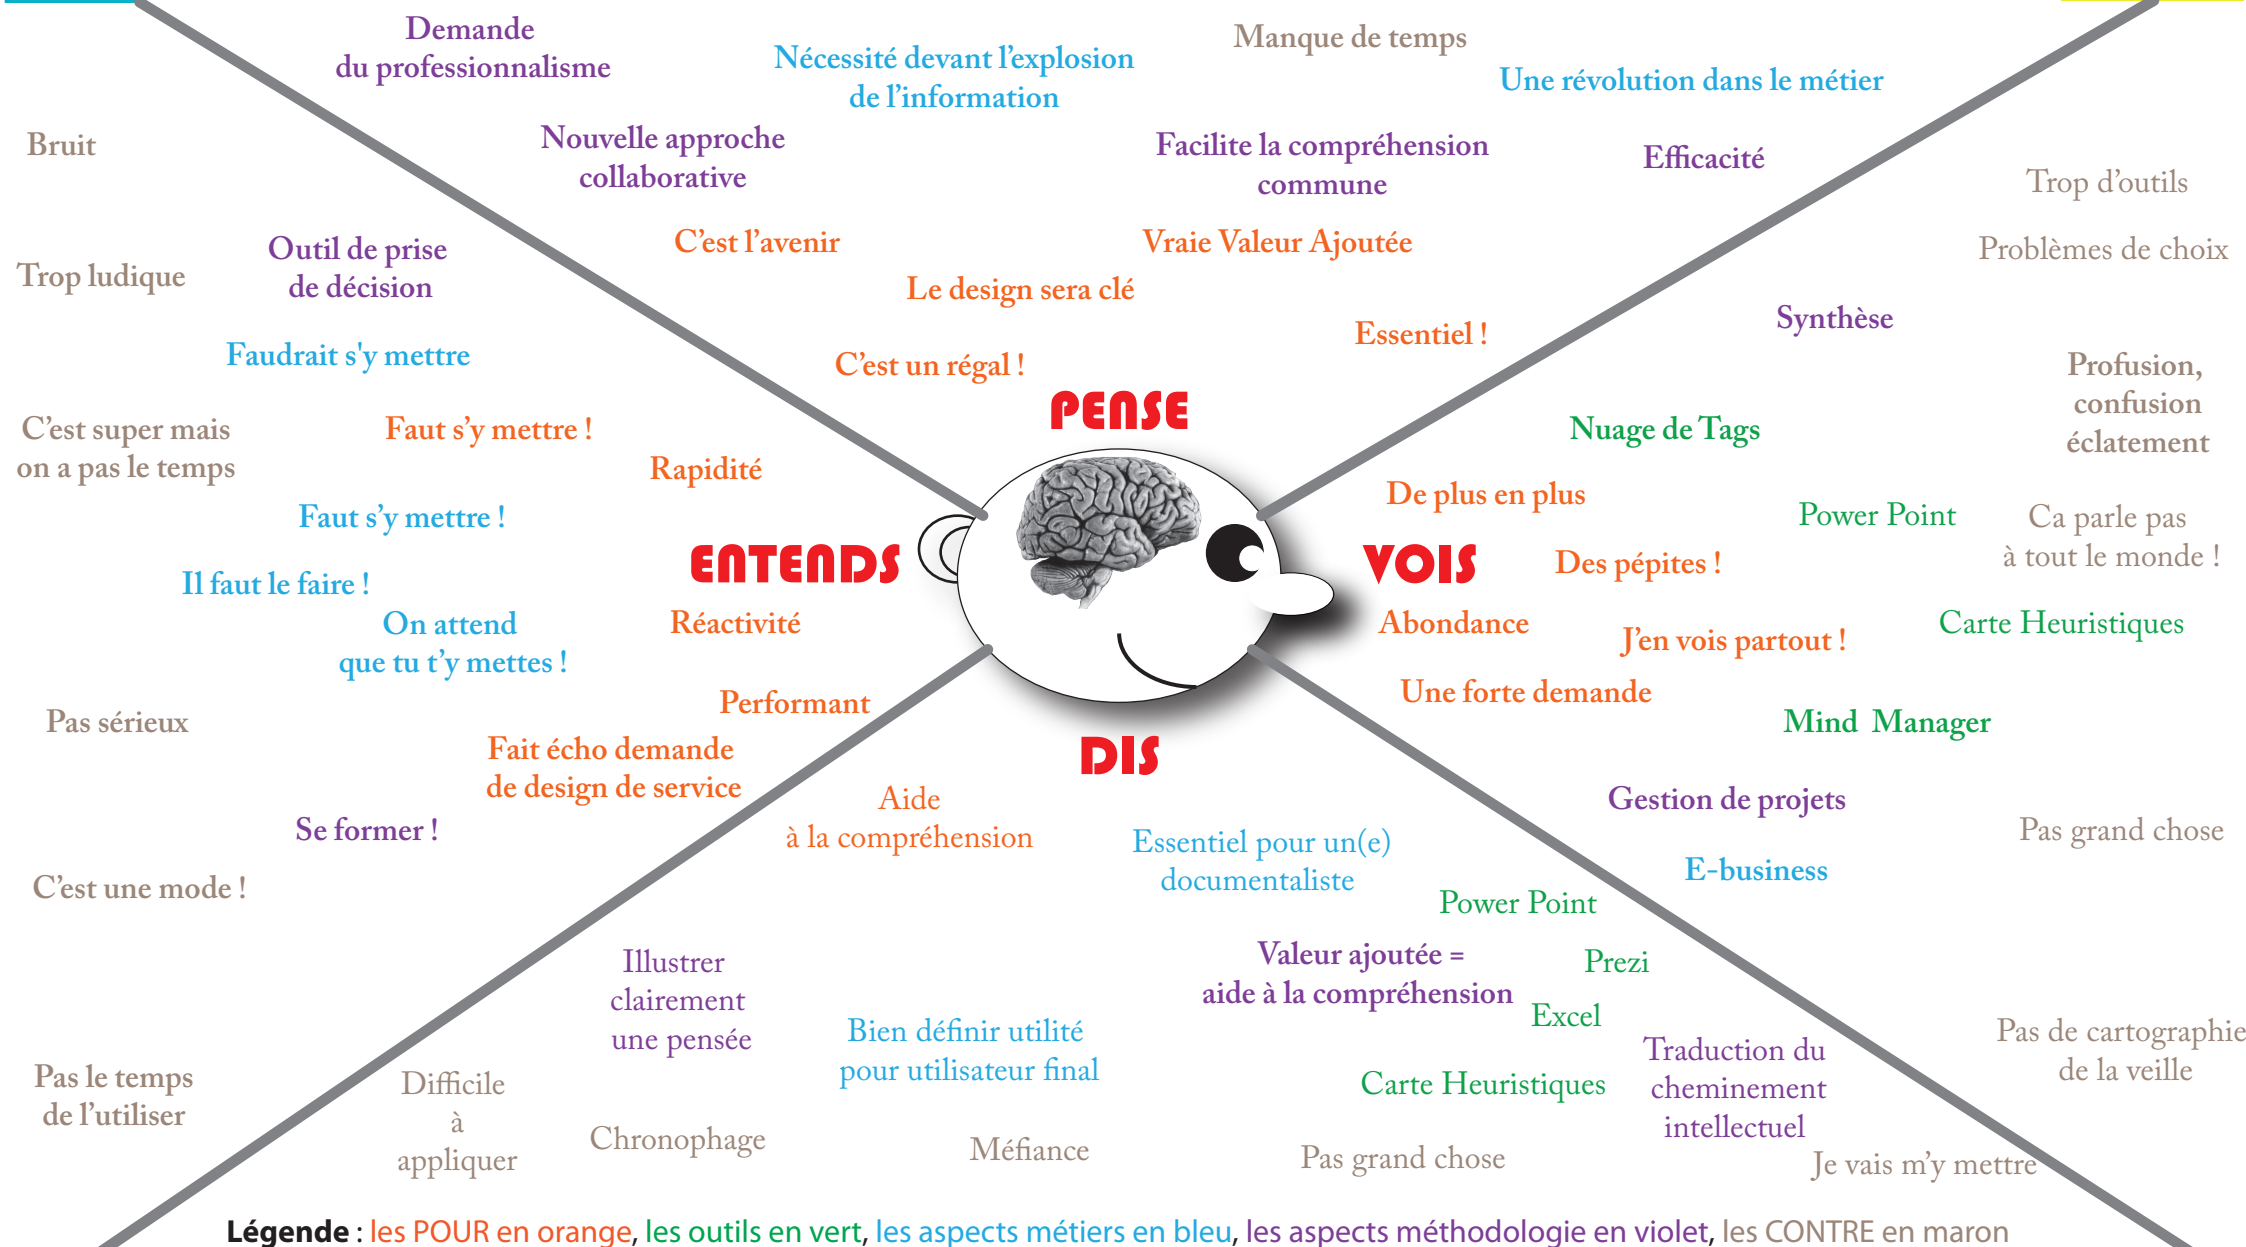 Demande
du professionnalisme
Nécessité devant l'explosion
de l'information
Manque de temps
Une révolution dans le métier
Nouvelle approche
collaborative
Facilite la compréhension
commune
Efficacité
C'est l'avenir
Vraie Valeur Ajoutée
Le design sera clé
Essentiel !
C'est un régal !
PENSE
Bruit
Trop ludique
Outil de prise
de décision
Faudrait s'y mettre
C'est super mais
on a pas le temps
Faut s'y mettre !
Rapidité
Faut s'y mettre !
ENTENDS
Il faut le faire !
On attend
que tu t'y mettes !
Réactivité
Performant
Pas sérieux
Fait écho demande
de design de service
Se former !
C'est une mode !
Pas le temps
de l'utiliser
Trop d'outils
Problèmes de choix
Synthèse
Profusion,
confusion
éclatement
Nuage de Tags
De plus en plus
Power Point
Ca parle pas
à tout le monde !
VOIS
Des pépites !
Abondance
J'en vois partout !
Carte Heuristiques
Une forte demande
Mind Manager
Gestion de projets
Pas grand chose
E-business
Pas de cartographie
de la veille
DIS
Aide
à la compréhension
Essentiel pour un(e)
documentaliste
Power Point
Illustrer
clairement
une pensée
Valeur ajoutée =
aide à la compréhension
Prezi
Excel
Bien définir utilité
pour utilisateur final
Traduction du
cheminement
intellectuel
Carte Heuristiques
Difficile
à
appliquer
Chronophage
Méfiance
Pas grand chose
Je vais m'y mettre
Légende : les POUR en orange, les outils en vert, les aspects métiers en bleu, les aspects méthodologie en violet, les CONTRE en maron